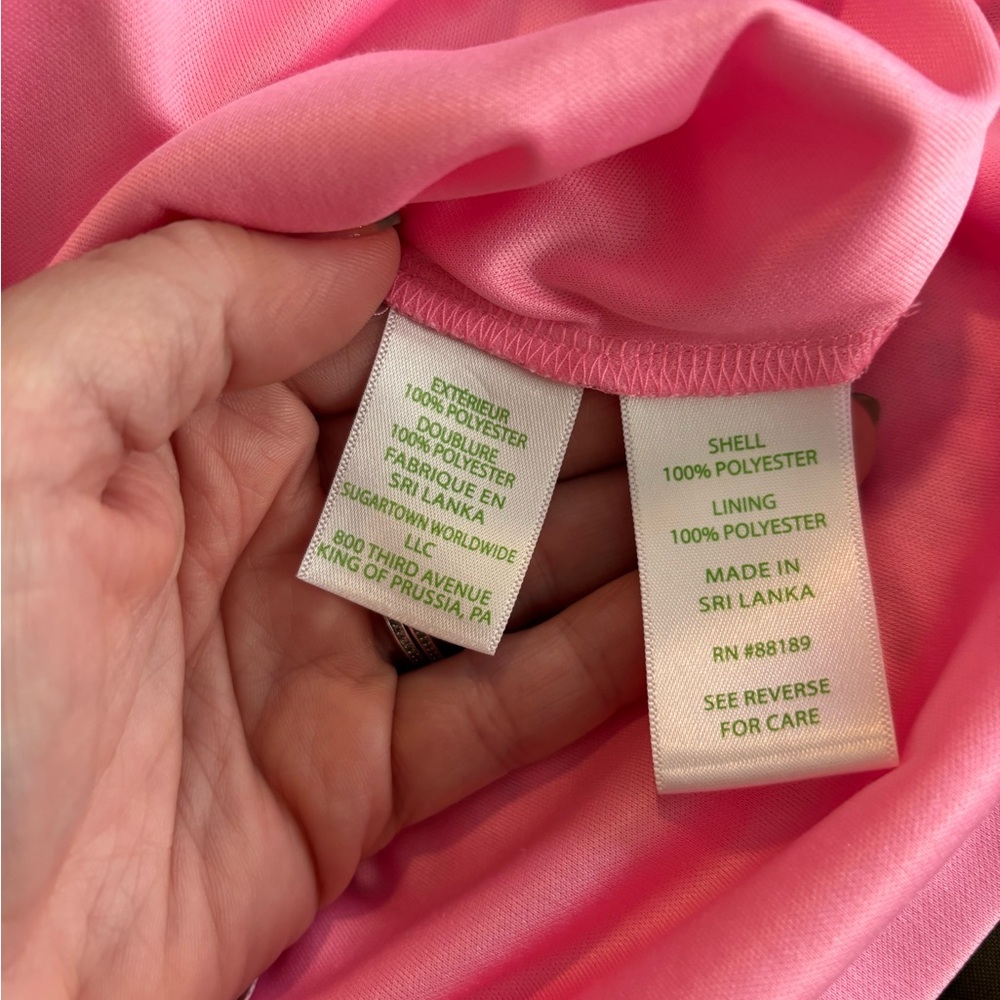 EXTÉRIEUR
100% POLYESTER
DOUBLURE
100% POLYESTER
FABRIQUE EN
SRI LANKA
SUGARTOWN WORLDWIDE
LLC
800 THIRD AVENUE
KING OF PRUSSIA, PA
SHELL
100% POLYESTER
LINING
100% POLYESTER
MADE IN
SRI LANKA
RN #88189
SEE REVERSE
FOR CARE